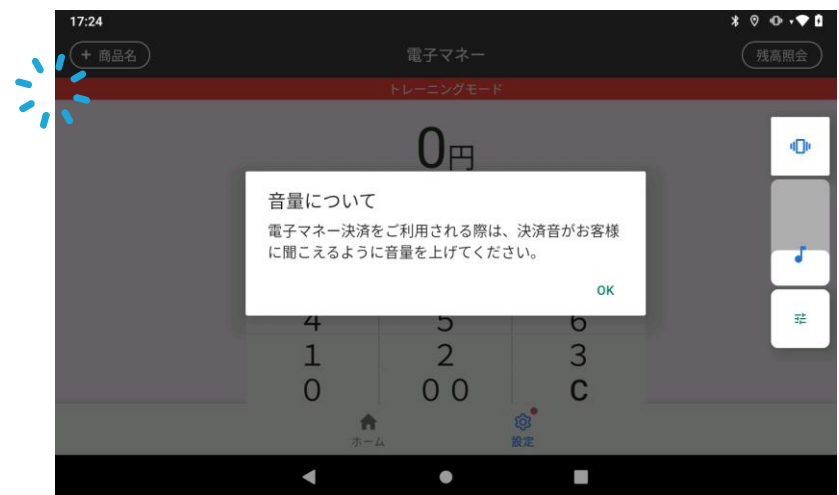 17:24
+ 商品名
電子マネー
残高照会
トレーニングモード
0円
音量について
電子マネー決済をご利用される際は、決済音がお客様
に聞こえるように音量を上げてください。
OK
4 5 6
1 2 3
0 00 C
ホーム
設定